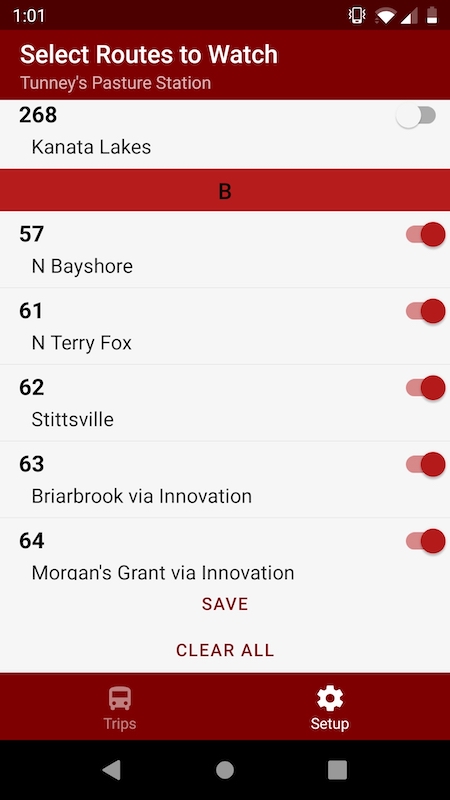 1:01
Select Routes to Watch
Tunney's Pasture Station
268
Kanata Lakes
B
57
N Bayshore
61
N Terry Fox
62
Stittsville
63
Briarbrook via Innovation
64
Morgan's Grant via Innovation
SAVE
CLEAR ALL
Trips
Setup